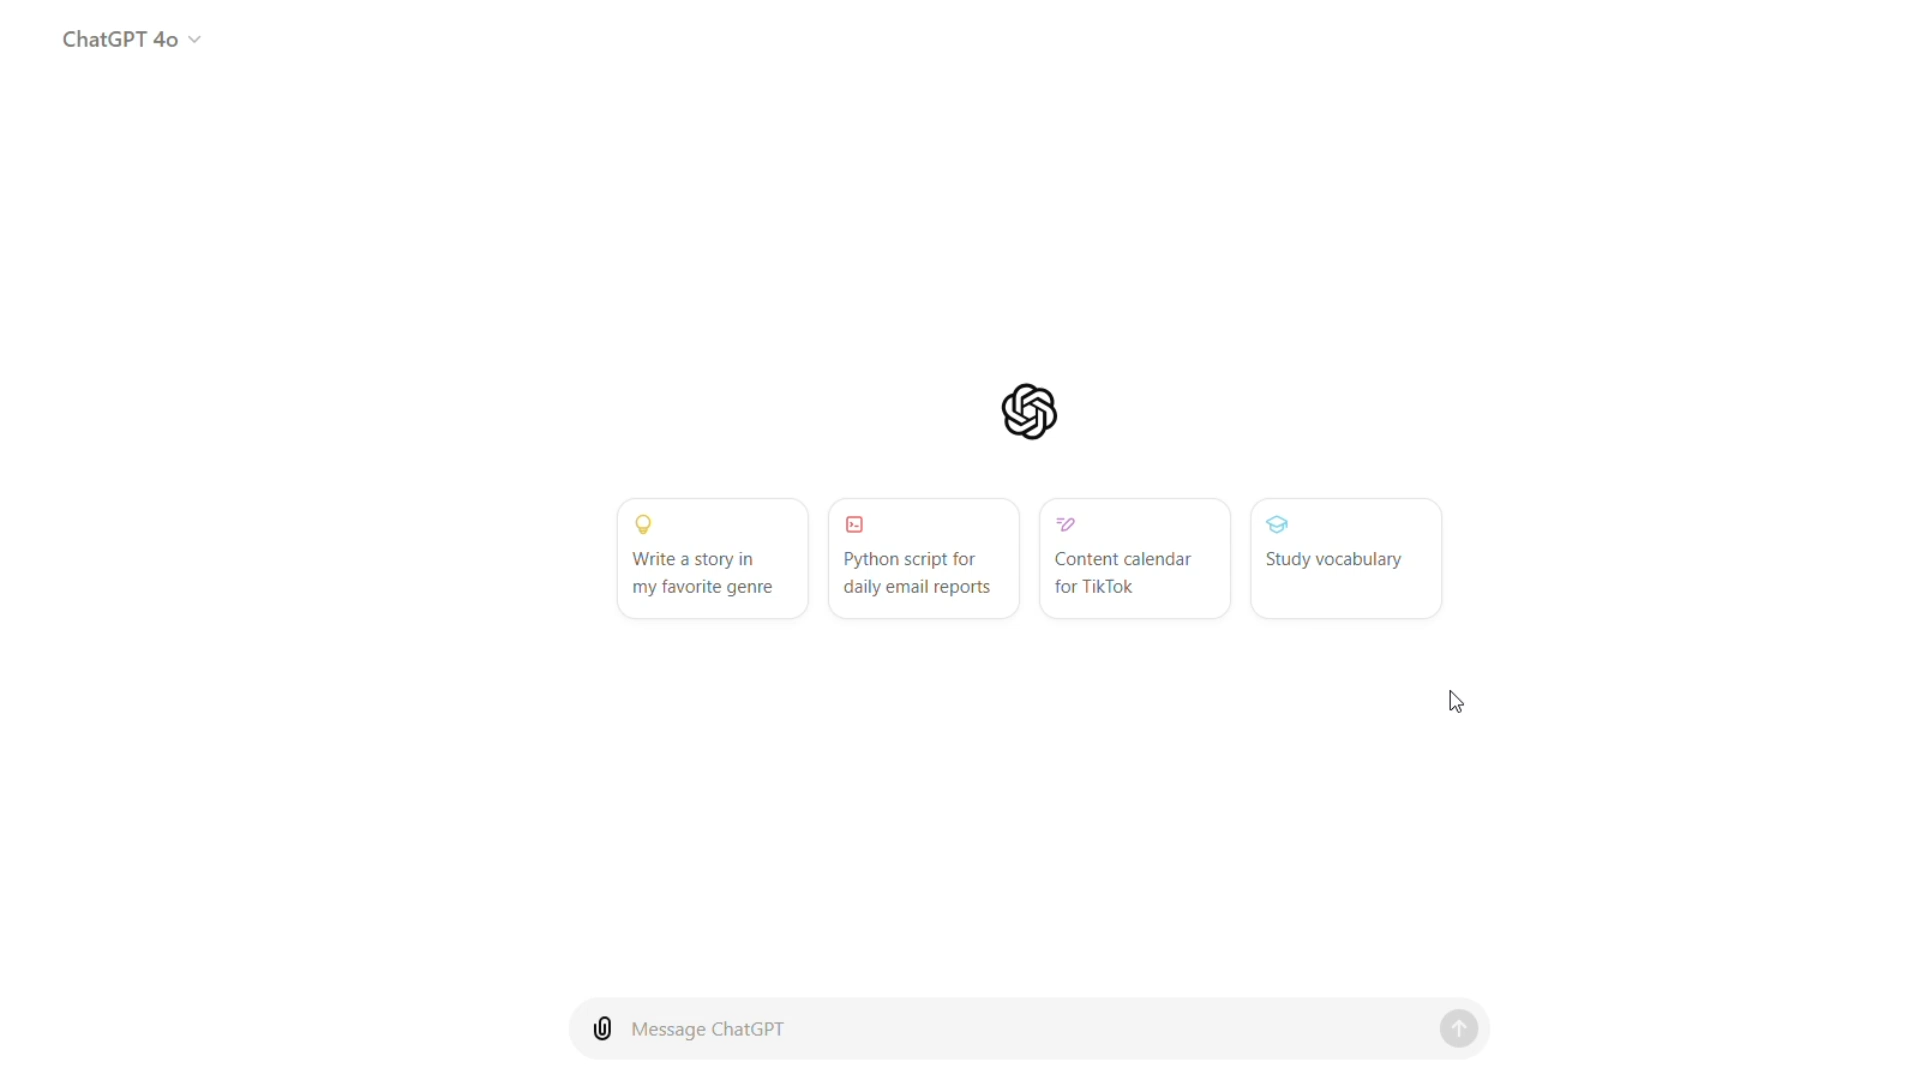 ChatGPT 4o
Write a story in
my favorite genre
Python script for
daily email reports
Content calendar
for TikTok
Study vocabulary
Message ChatGPT